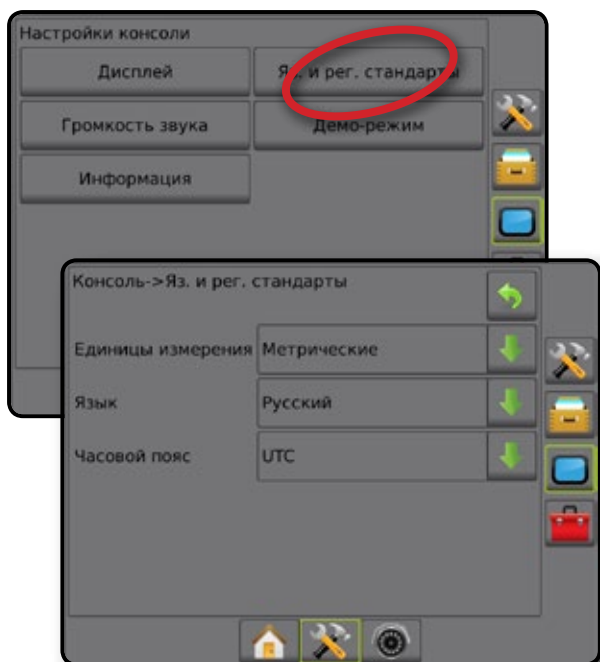 Настройки консоли
Дисплей
Яз. и рег. стандарты
Громкость звука
Демо-режим
Информация
Консоль->Яз. и рег. стандарты
Единицы измерения Метрические
Язык Русский
Часовой пояс UTC